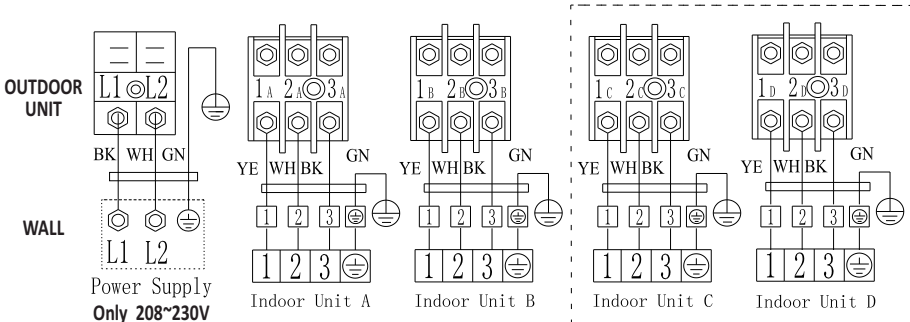 OUTDOOR UNIT
L1 L2
1A 2A 3A
1B 2B 3B
1C 2C 3C
1D 2D 3D
BK WH GN
YE WH BK GN
YE WH BK GN
YE WH BK GN
YE WH BK GN
WALL
L1 L2
1 2 3
1 2 3
1 2 3
1 2 3
1 2 3
1 2 3
1 2 3
1 2 3
Power Supply
Only 208~230V
Indoor Unit A
Indoor Unit B
Indoor Unit C
Indoor Unit D